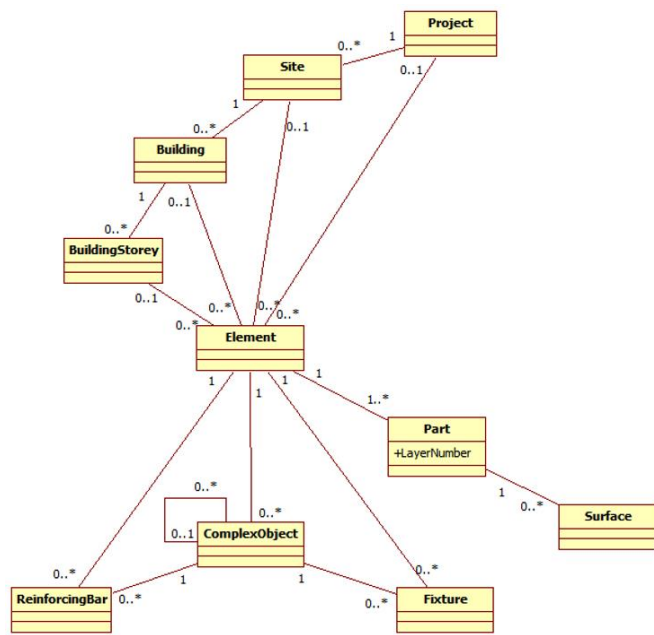 Project
1
0..*
0..1
Site
1
0..1
0..*
Building
1
0..1
0..*
BuildingStorey
0..1
0..*
0..*
0..*
0..*
Element
1
1
1
1
1..*
Part
+LayerNumber
1
0..*
Surface
0..*
0..1
0..*
ComplexObject
1
1
0..*
0..*
0..*
0..*
ReinforcingBar
Fixture